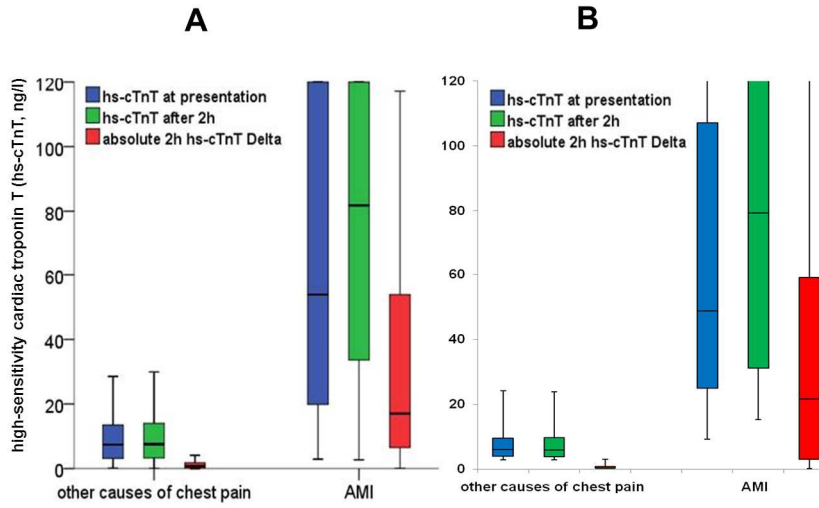 A
high-sensitivity cardiac troponin T (hs-cTnT, ng/l)
120
100
80
60
40
20
0
hs-cTnT at presentation
hs-cTnT after 2h
absolute 2h hs-cTnT Delta
other causes of chest pain
AMI
B
120
100
80
60
40
20
0
hs-cTnT at presentation
hs-cTnT after 2h
absolute 2h hs-cTnT Delta
other causes of chest pain
AMI